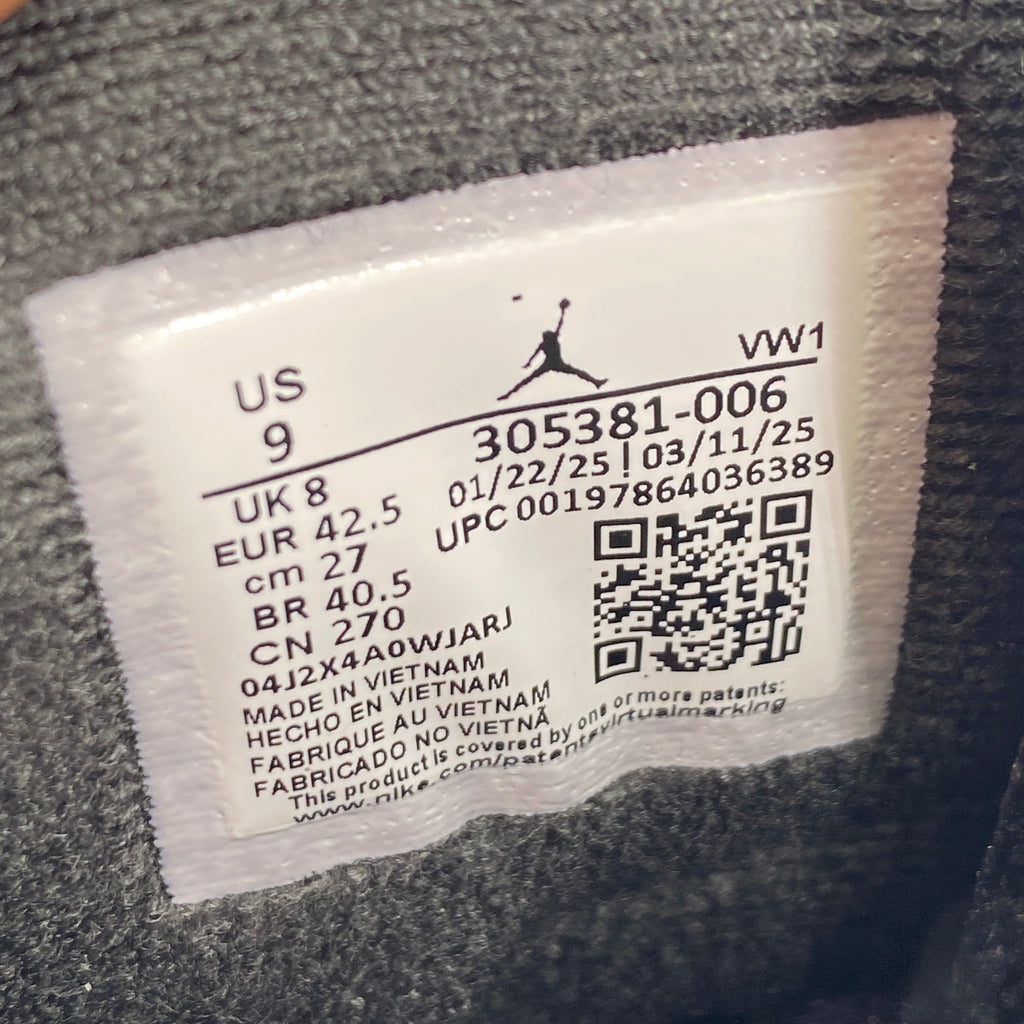 US
9
VW1
305381-006
01/22/25 | 03/11/25
UPC 00197864036389
UK 8
EUR 42.5
cm 27
BR 40.5
CN 270
04J2X4A0WJARJ
MADE IN VIETNAM
HECHO EN VIETNAM
FABRIQUE AU VIETNAM
FABRICADO NO VIETNÃ
This product is covered by one or more patents:
www.nike.com/patentsvirtualmarking